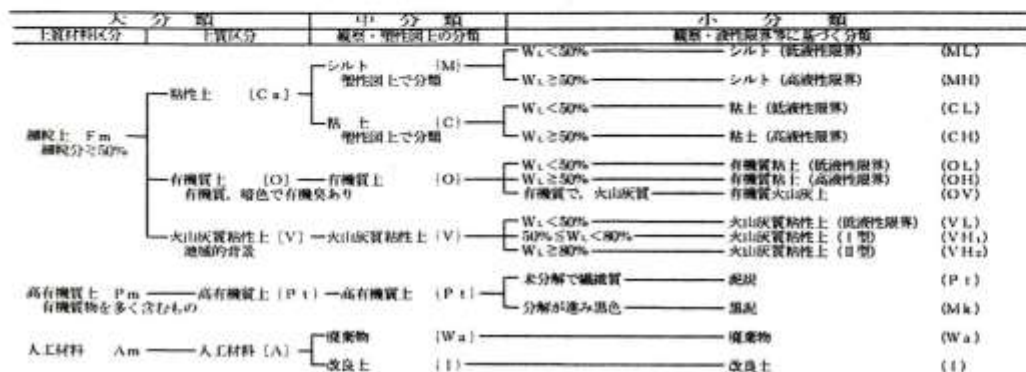 大 分 類 中 分 類 小 分 類
土質材料区分 土質区分 観察・塑性図上の分類 観察・液性限界等に基づく分類
W_L<50% シルト (低液性限界) (ML)
シルト {M}
塑性図上で分類 W_L≧50% シルト (高液性限界) (MH)
粘性土 [Cs]
W_L<50% 粘土 (低液性限界) (CL)
粘 土 {C}
塑性図上で分類 W_L≧50% 粘土 (高液性限界) (CH)
細粒土 Fm
細粒分≧50%
W_L<50% 有機質粘土 (低液性限界) (OL)
有機質土 [O] 有機質土 {O} W_L≧50% 有機質粘土 (高液性限界) (OH)
有機質, 暗色で有機臭あり 有機質で, 火山灰質 有機質火山灰土 (OV)
W_L<50% 火山灰質粘性土 (低液性限界) (VL)
火山灰質粘性土 [V] 火山灰質粘性土 {V} 50%≦W_L<80% 火山灰質粘性土 (Ⅰ型) (VH₁)
地域的背景 W_L≧80% 火山灰質粘性土 (Ⅱ型) (VH₂)
未分解で繊維質 泥炭 (Pt)
高有機質土 Pm 高有機質土 [Pt] 高有機質土 {Pt}
有機質物を多く含むもの 分解が進み黒色 黒泥 (Mk)
廃棄物 {Wa} 廃棄物 (Wa)
人工材料 Am 人工材料 [A]
改良土 {I} 改良土 (I)